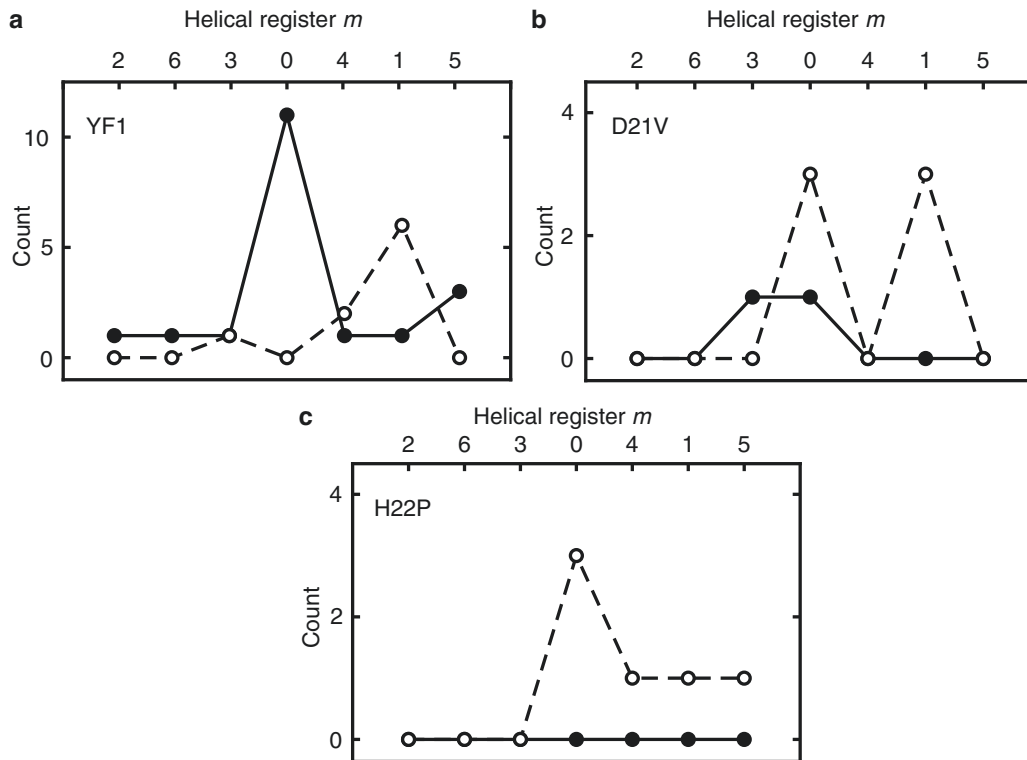 a
Helical register m
2 6 3 0 4 1 5
YF1
Count
10
5
0
b
Helical register m
2 6 3 0 4 1 5
D21V
Count
4
2
0
c
Helical register m
2 6 3 0 4 1 5
H22P
Count
4
2
0